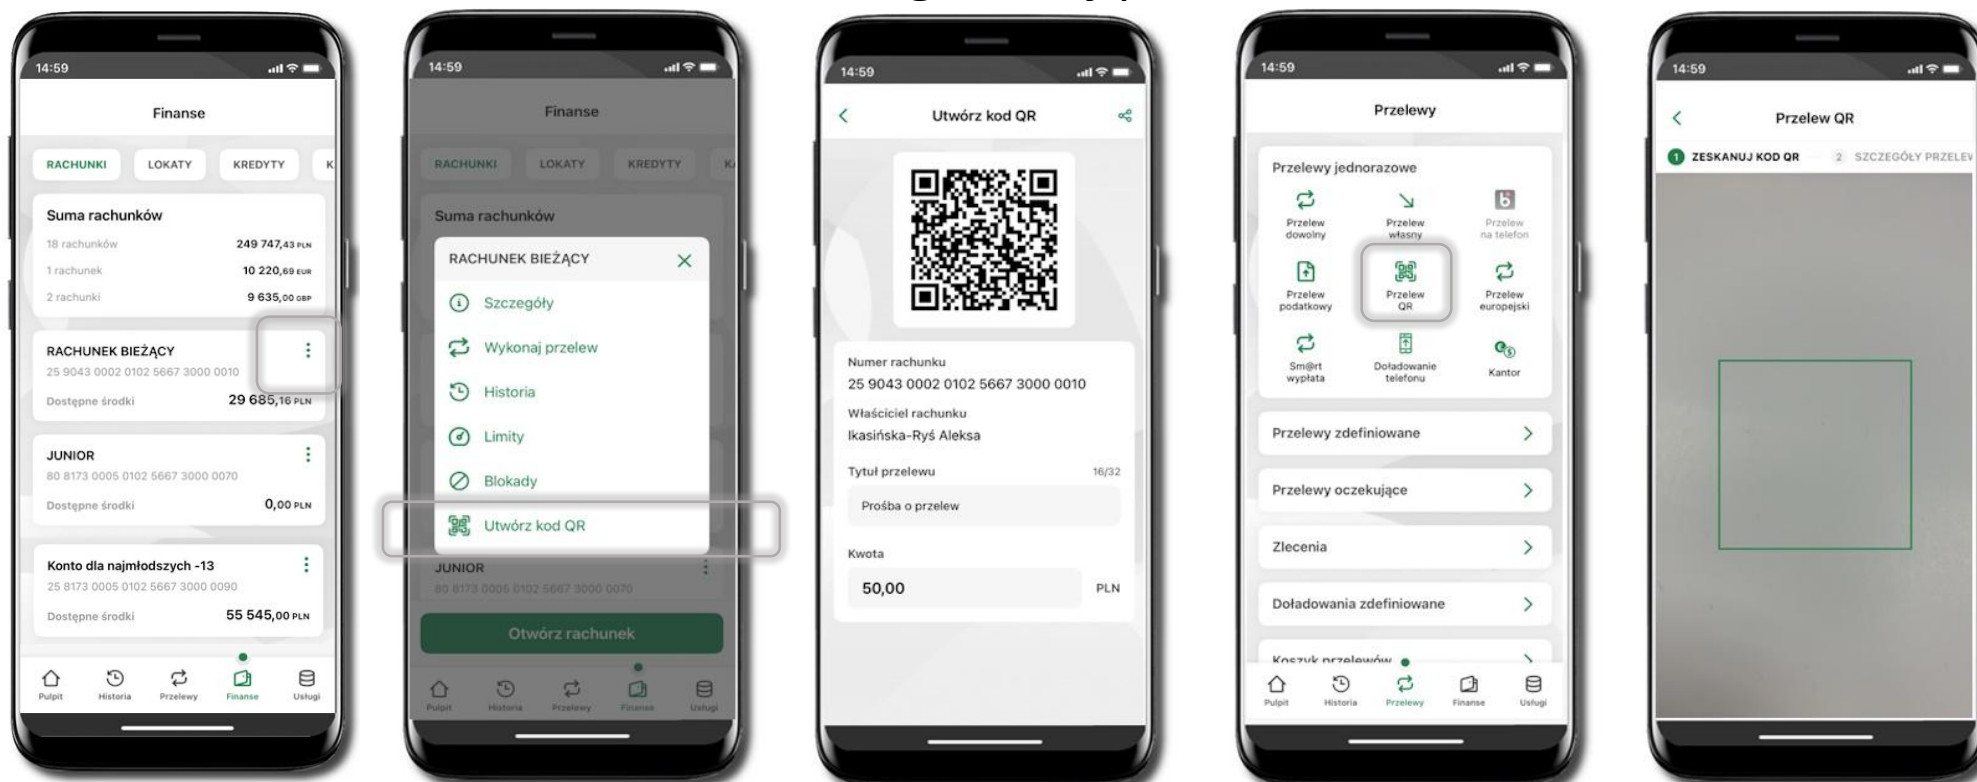 14:59
Finanse
RACHUNKI LOKATY KREDYTY K
Suma rachunków
18 rachunków 249 747,43 PLN
1 rachunek 10 220,69 EUR
2 rachunki 9 635,00 GBP
RACHUNEK BIEŻĄCY
25 9043 0002 0102 5667 3000 0010
Dostępne środki 29 685,16 PLN
JUNIOR
80 8173 0005 0102 5667 3000 0070
Dostępne środki 0,00 PLN
Konto dla najmłodszych -13
25 8173 0005 0102 5667 3000 0090
Dostępne środki 55 545,00 PLN
Pulpit Historia Przelewy Finanse Usługi
14:59
Finanse
RACHUNKI LOKATY KREDYTY K
Suma rachunków
RACHUNEK BIEŻĄCY
Szczegóły
Wykonaj przelew
Historia
Limity
Blokady
Utwórz kod QR
JUNIOR
80 8173 0005 0102 5667 3000 0070
Otwórz rachunek
Pulpit Historia Przelewy Finanse Usługi
14:59
Utwórz kod QR
Numer rachunku
25 9043 0002 0102 5667 3000 0010
Właściciel rachunku
Ikasińska-Ryś Aleksa
Tytuł przelewu 16/32
Prośba o przelew
Kwota
50,00 PLN
14:59
Przelewy
Przelewy jednorazowe
Przelew dowolny
Przelew własny
Przelew na telefon
Przelew podatkowy
Przelew QR
Przelew europejski
Sm@rt wypłata
Doładowanie telefonu
Kantor
Przelewy zdefiniowane
Przelewy oczekujące
Zlecenia
Doładowania zdefiniowane
Koszyk przelewów
Pulpit Historia Przelewy Finanse Usługi
14:59
Przelew QR
1 ZESKANUJ KOD QR 2 SZCZEGÓŁY PRZELEW